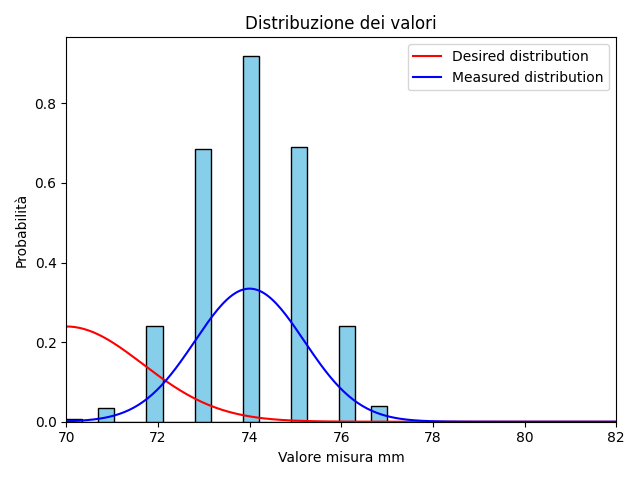 Distribuzione dei valori
Desired distribution
Measured distribution
Probabilità
0.8
0.6
0.4
0.2
0.0
70 72 74 76 78 80 82
Valore misura mm